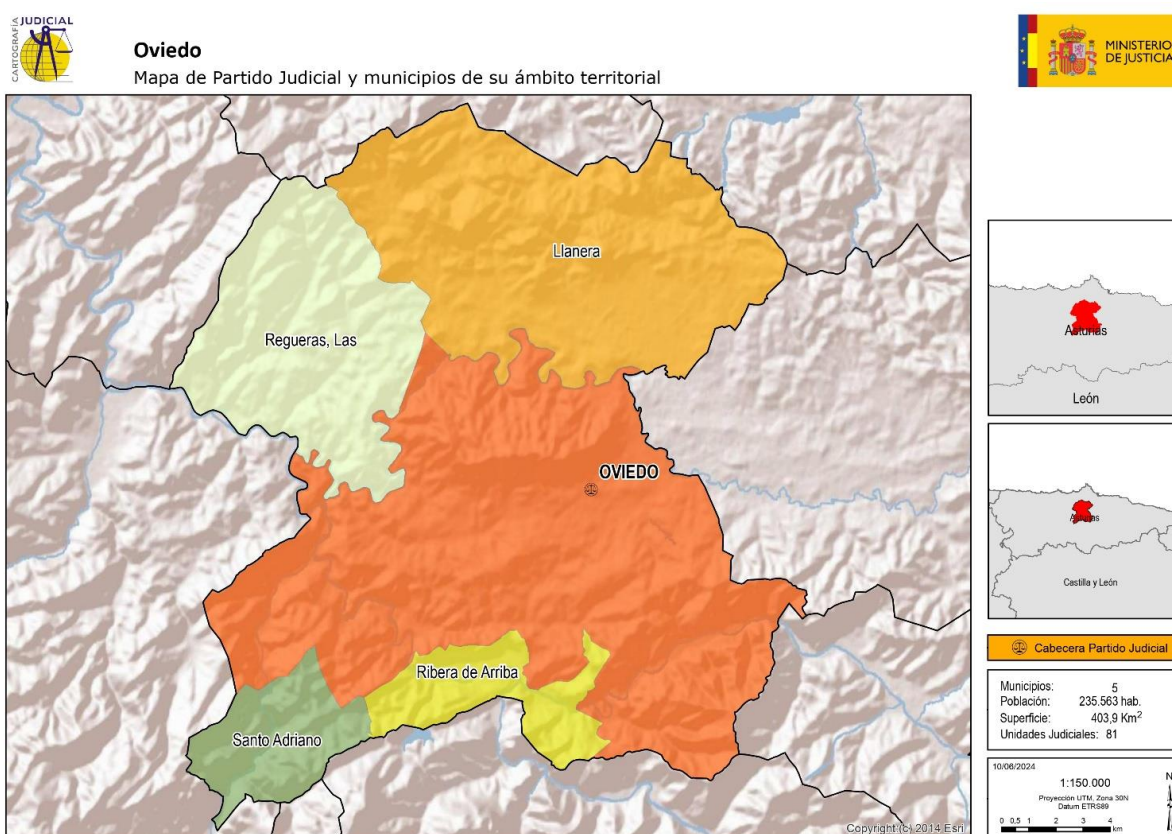 CARTOGRAFÍA
JUDICIAL
Oviedo
Mapa de Partido Judicial y municipios de su ámbito territorial
MINISTERIO
DE JUSTICIA
Llanera
Regueras, Las
OVIEDO
Ribera de Arriba
Santo Adriano
Copyright:(c) 2014 Esri
Asturias
León
Asturias
Castilla y León
Cabecera Partido Judicial
Municipios: 5
Población: 235.563 hab.
Superficie: 403,9 Km²
Unidades Judiciales: 81
10/06/2024
1:150.000
Proyección UTM, Zona 30N
Datum ETRS89
0 0,5 1 2 3 4
km
N